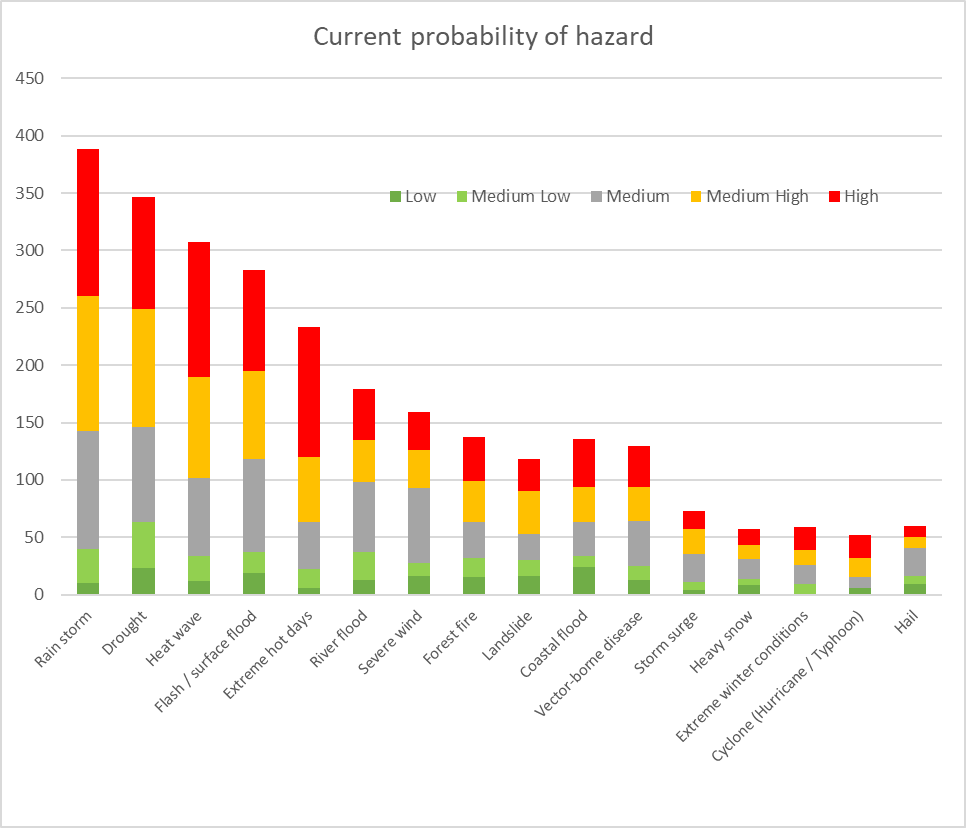 Current probability of hazard
450
400
350
300
250
200
150
100
50
0
Low Medium Low Medium Medium High High
Rain storm
Drought
Heat wave
Flash / surface flood
Extreme hot days
River flood
Severe wind
Forest fire
Landslide
Coastal flood
Vector-borne disease
Storm surge
Heavy snow
Extreme winter conditions
Cyclone (Hurricane / Typhoon)
Hail